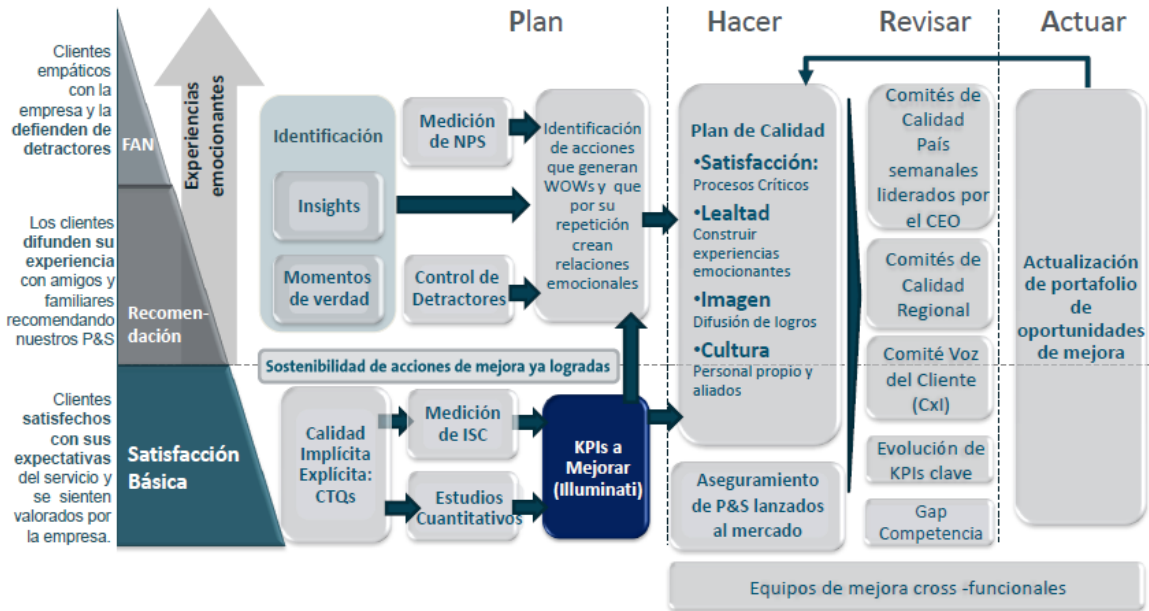 Plan
Hacer
Revisar
Actuar
Clientes
empáticos
con la
empresa y la
defienden de
detractores
FAN
Experiencias
emocionantes
Los clientes
difunden su
experiencia
con amigos y
familiares
recomendando
nuestros P&S
Recomen-
dación
Clientes
satisfechos
con sus
expectativas
del servicio y
se sienten
valorados por
la empresa.
Satisfacción
Básica
Identificación
Insights
Momentos
de verdad
Medición
de NPS
Control de
Detractores
Identificación
de acciones
que generan
WOWs y que
por su
repetición
crean
relaciones
emocionales
Sostenibilidad de acciones de mejora ya logradas
Calidad
Implícita
Explícita:
CTQs
Medición
de ISC
Estudios
Cuantitativos
KPIs a
Mejorar
(Illuminati)
Plan de Calidad
•Satisfacción:
Procesos Críticos
•Lealtad
Construir
experiencias
emocionantes
•Imagen
Difusión de logros
•Cultura
Personal propio y
aliados
Aseguramiento
de P&S lanzados
al mercado
Comités de
Calidad
País
semanales
liderados por
el CEO
Comités de
Calidad
Regional
Comité Voz
del Cliente
(CxI)
Evolución de
KPIs clave
Gap
Competencia
Actualización
de portafolio
de
oportunidades
de mejora
Equipos de mejora cross -funcionales